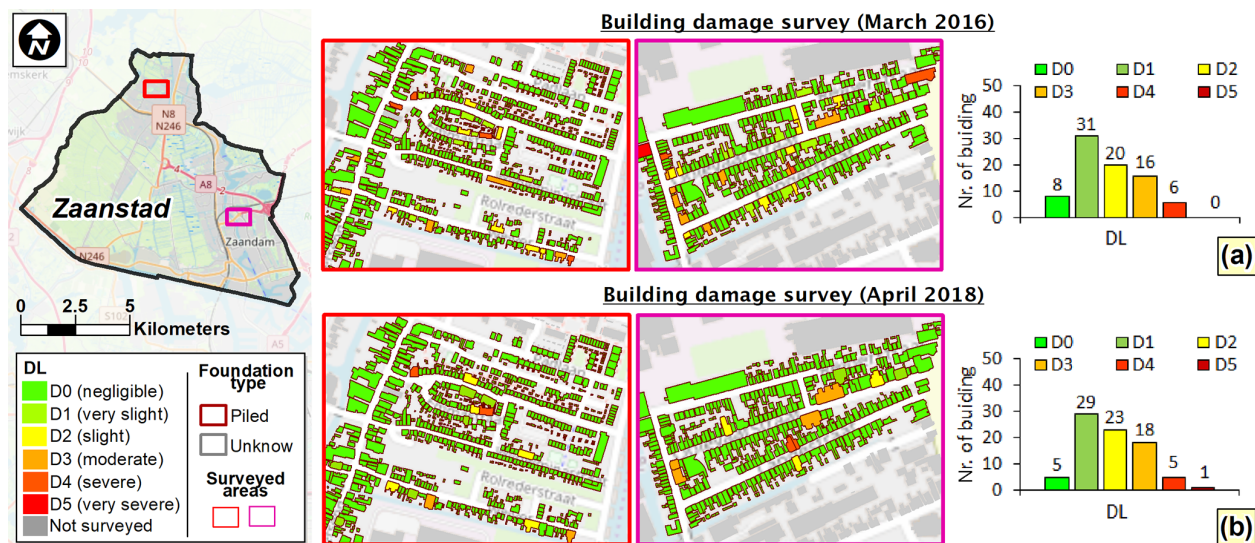 N
Building damage survey (March 2016)
N8
N246
A8
Zaanstad
Zaandam
N246
S102
A5
0 2.5 5
Kilometers
Rolrederstraat
D0 D1 D2
D3 D4 D5
Nr. of buiding
50
40
30
20
10
0
8
31
20
16
6
0
DL
(a)
Building damage survey (April 2018)
Rolrederstraat
D0 D1 D2
D3 D4 D5
Nr. of buiding
50
40
30
20
10
0
5
29
23
18
5
1
DL
(b)
DL
D0 (negligible)
D1 (very slight)
D2 (slight)
D3 (moderate)
D4 (severe)
D5 (very severe)
Not surveyed
Foundation
type
Piled
Unknow
Surveyed
areas